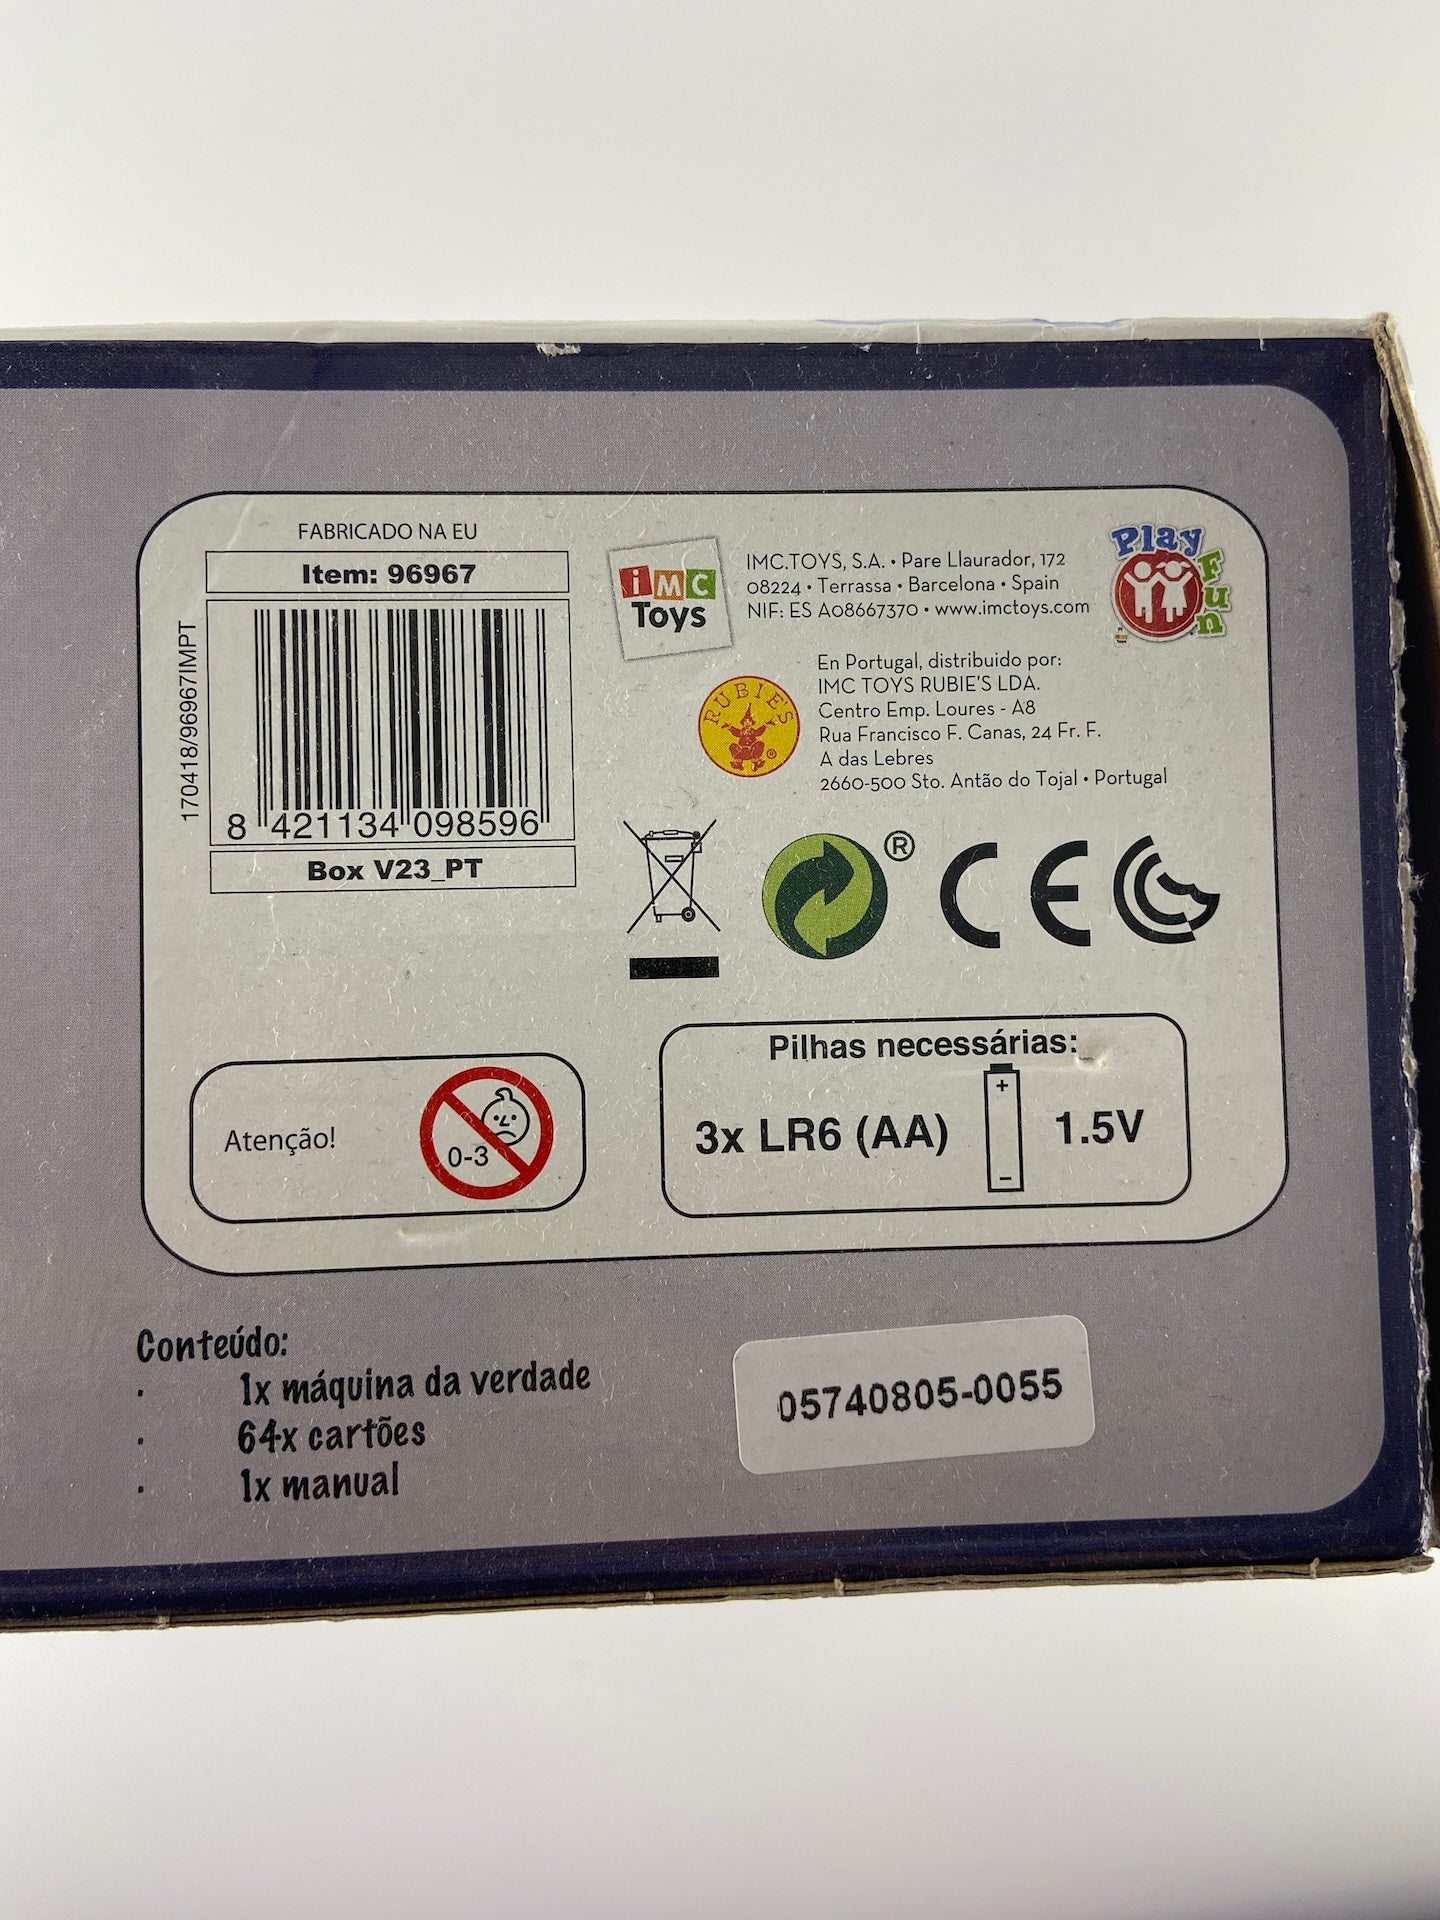 FABRICADO NA EU
Item: 96967
170418/96967IMPT
8 421134 098596
Box V23_PT
iMC
Toys
IMC.TOYS, S.A. • Pare Llaurador, 172
08224 • Terrassa • Barcelona • Spain
NIF: ES A08667370 • www.imctoys.com
Play
Fun
RUBIE'S
®
En Portugal, distribuido por:
IMC TOYS RUBIE'S LDA.
Centro Emp. Loures - A8
Rua Francisco F. Canas, 24 Fr. F.
A das Lebres
2660-500 Sto. Antão do Tojal • Portugal
®
CE
Atenção!
0-3
Pilhas necessárias:
3x LR6 (AA) + - 1.5V
Conteúdo:
· 1x máquina da verdade
· 64x cartões
· 1x manual
05740805-0055